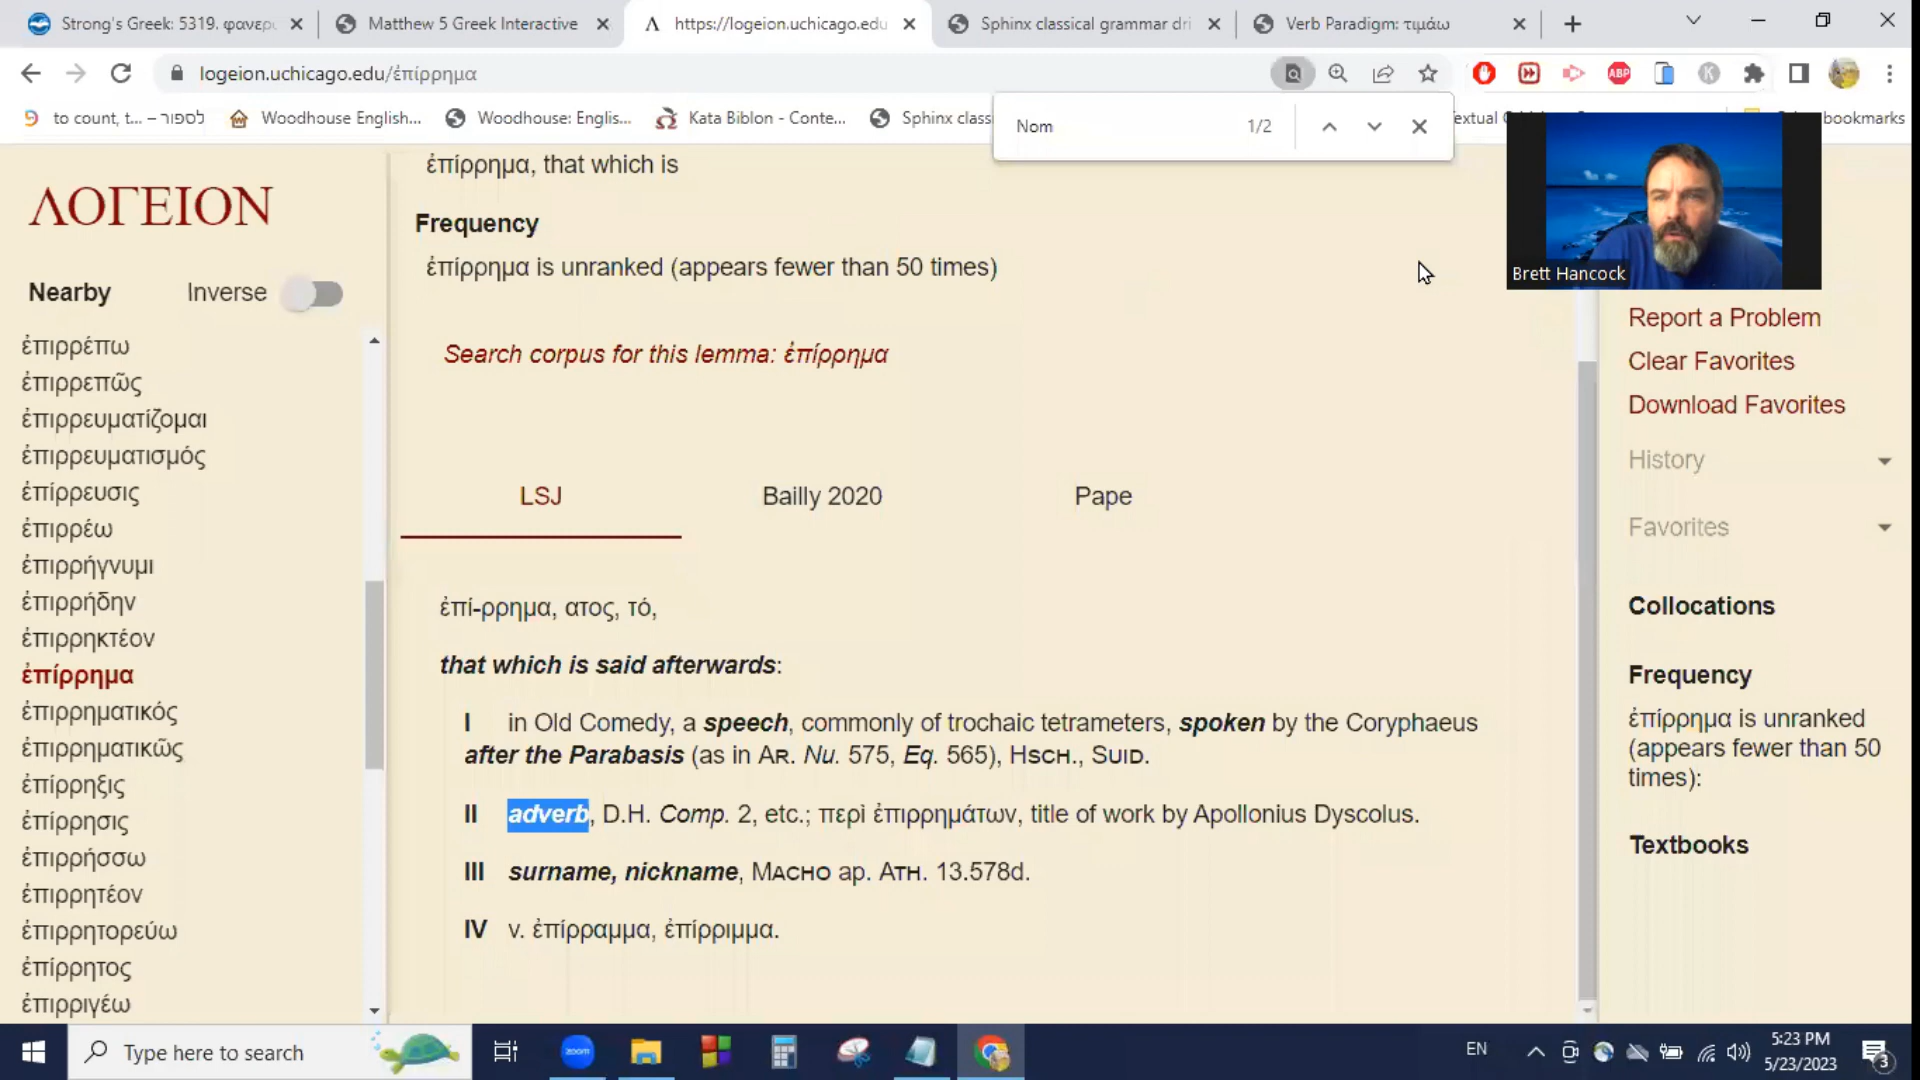 Strong's Greek: 5319. φανερ
Matthew 5 Greek Interactive
https://logeion.uchicago.edu
Sphinx classical grammar dri
Verb Paradigm: τιμάω
logeion.uchicago.edu/ἐπίρρημα
to count, t... – לספור
Woodhouse English...
Woodhouse: Englis...
Kata Biblon - Conte...
Sphinx class
extual C
bookmarks
Nom
1/2
ABP
K
ΛΟΓΕΙΟΝ
Nearby
Inverse
ἐπιρρέπω
ἐπιρρεπῶς
ἐπιρρευματίζομαι
ἐπιρρευματισμός
ἐπίρρευσις
ἐπιρρέω
ἐπιρρήγνυμι
ἐπιρρήδην
ἐπιρρηκτέον
ἐπίρρημα
ἐπιρρηματικός
ἐπιρρηματικῶς
ἐπίρρηξις
ἐπίρρησις
ἐπιρρήσσω
ἐπιρρητέον
ἐπιρρητορεύω
ἐπίρρητος
ἐπιρριγέω
ἐπίρρημα, that which is
Frequency
ἐπίρρημα is unranked (appears fewer than 50 times)
Search corpus for this lemma: ἐπίρρημα
LSJ
Bailly 2020
Pape
ἐπί-ρρημα, ατος, τό,
that which is said afterwards:
I in Old Comedy, a speech, commonly of trochaic tetrameters, spoken by the Coryphaeus
after the Parabasis (as in AR. Nu. 575, Eq. 565), HSCH., SUID.
II adverb, D.H. Comp. 2, etc.; περὶ ἐπιρρημάτων, title of work by Apollonius Dyscolus.
III surname, nickname, MACHO ap. ATH. 13.578d.
IV v. ἐπίρραμμα, ἐπίρριμμα.
Brett Hancock
Report a Problem
Clear Favorites
Download Favorites
History
Favorites
Collocations
Frequency
ἐπίρρημα is unranked
(appears fewer than 50
times):
Textbooks
Type here to search
zoom
EN
5:23 PM
5/23/2023
3